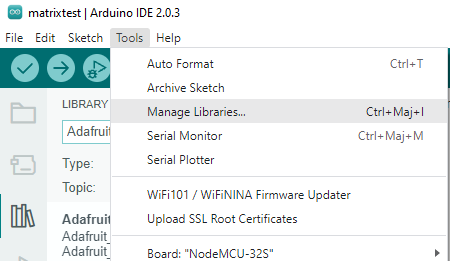 matrixtest | Arduino IDE 2.0.3
File Edit Sketch Tools Help
Auto Format Ctrl+T
Archive Sketch
Manage Libraries... Ctrl+Maj+I
Serial Monitor Ctrl+Maj+M
Serial Plotter
WiFi101 / WiFiNINA Firmware Updater
Upload SSL Root Certificates
Board: "NodeMCU-32S"
LIBRARY
Adafruit
Type:
Topic:
Adafruit
Adafruit_
Adafruit_